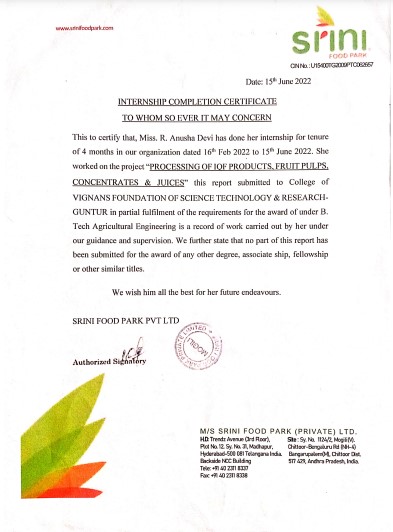 www.srinifoodpark.com
srini
FOOD PARK
CIN No.: U15400TG2009PTC062657
Date: 15th June 2022
INTERNSHIP COMPLETION CERTIFICATE
TO WHOM SO EVER IT MAY CONCERN
This to certify that, Miss. R. Anusha Devi has done her internship for tenure
of 4 months in our organization dated 16th Feb 2022 to 15th June 2022. She
worked on the project “PROCESSING OF IQF PRODUCTS, FRUIT PULPS,
CONCENTRATES & JUICES” this report submitted to College of
VIGNANS FOUNDATION OF SCIENCE TECHNOLOGY & RESEARCH-
GUNTUR in partial fulfilment of the requirements for the award of under B.
Tech Agricultural Engineering is a record of work carried out by her under
our guidance and supervision. We further state that no part of this report has
been submitted for the award of any other degree, associate ship, fellowship
or other similar titles.
We wish him all the best for her future endeavours.
SRINI FOOD PARK PVT LTD
MOGILI
Authorized Signatory
M/S SRINI FOOD PARK (PRIVATE) LTD.
H.O: Trendz Avenue (3rd Floor),
Plot No. 12, Sy. No. 31, Madhapur,
Hyderabad-500 081 Telangana India.
Backside NCC Building
Tele: +91 40 2311 8337
Fax: +91 40 2311 8338
Site: Sy. No. 1124/2, Mogili(V),
Chittoor-Bengaluru Rd (NH-4)
Bangarupalem(M), Chittoor Dist,
517 429, Andhra Pradesh, India.